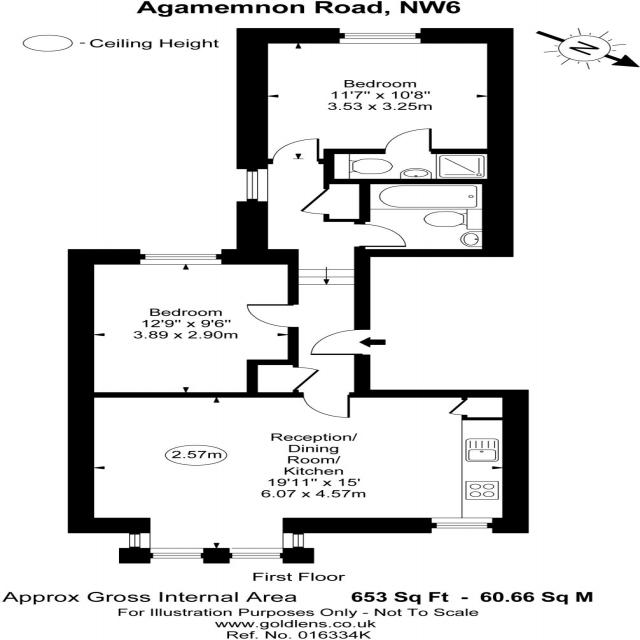 Agamemnon Road, NW6
- Ceiling Height
N
Bedroom
11'7" x 10'8"
3.53 x 3.25m
Bedroom
12'9" x 9'6"
3.89 x 2.90m
2.57m
Reception/
Dining
Room/
Kitchen
19'11" x 15'
6.07 x 4.57m
First Floor
Approx Gross Internal Area 653 Sq Ft - 60.66 Sq M
For Illustration Purposes Only - Not To Scale
www.goldlens.co.uk
Ref. No. 016334K